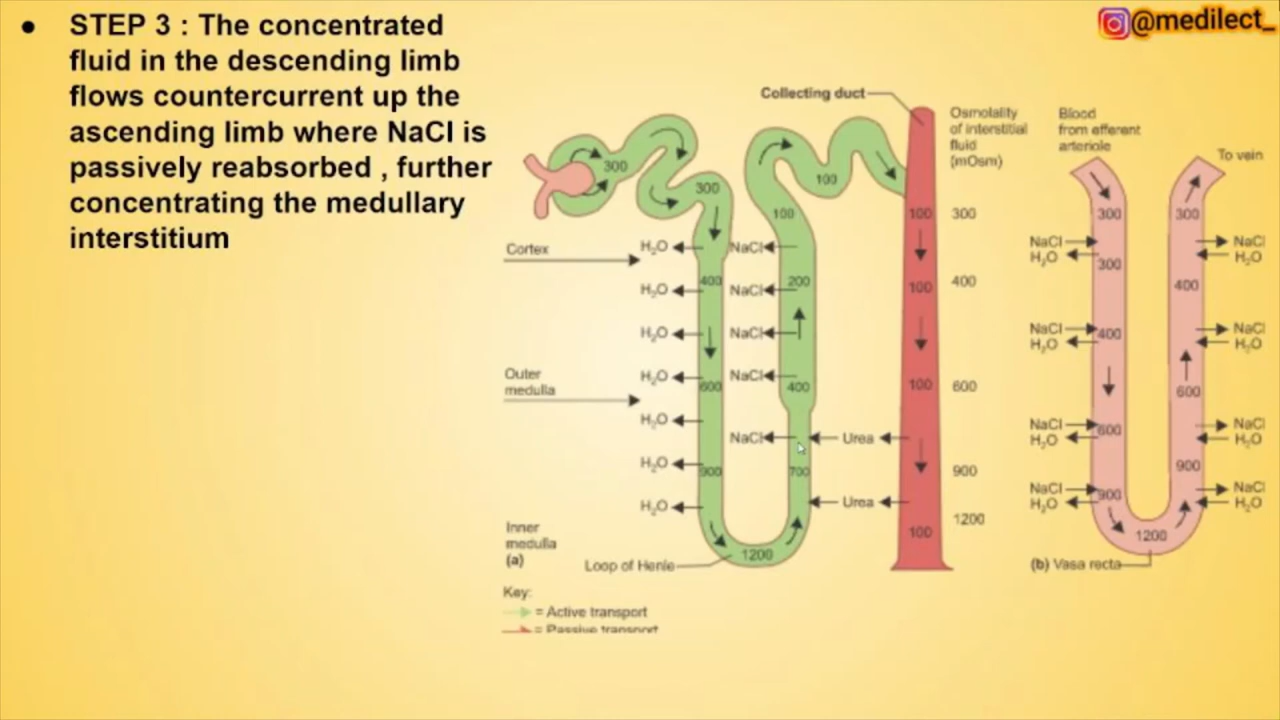 ● STEP 3 : The concentrated
fluid in the descending limb
flows countercurrent up the
ascending limb where NaCl is
passively reabsorbed , further
concentrating the medullary
interstitium
@medilect_
Collecting duct
Osmolality
of interstitial
fluid
(mOsm)
Blood
from efferent
arteriole
To vein
300
300
100
100
Cortex
H₂O
NaCl
400
200
H₂O
NaCl
H₂O
NaCl
Outer
medulla
H₂O
NaCl
600
400
H₂O
NaCl
Urea
H₂O
900
700
H₂O
Urea
Inner
medulla
(a)
1200
Loop of Henle
100
300
100
400
100
600
900
1200
100
300
300
NaCl
H₂O
NaCl
H₂O
300
400
NaCl
H₂O
400
NaCl
H₂O
600
NaCl
H₂O
600
NaCl
H₂O
900
NaCl
H₂O
900
NaCl
H₂O
1200
(b) Vasa recta
Key:
= Active transport
= Passive transport